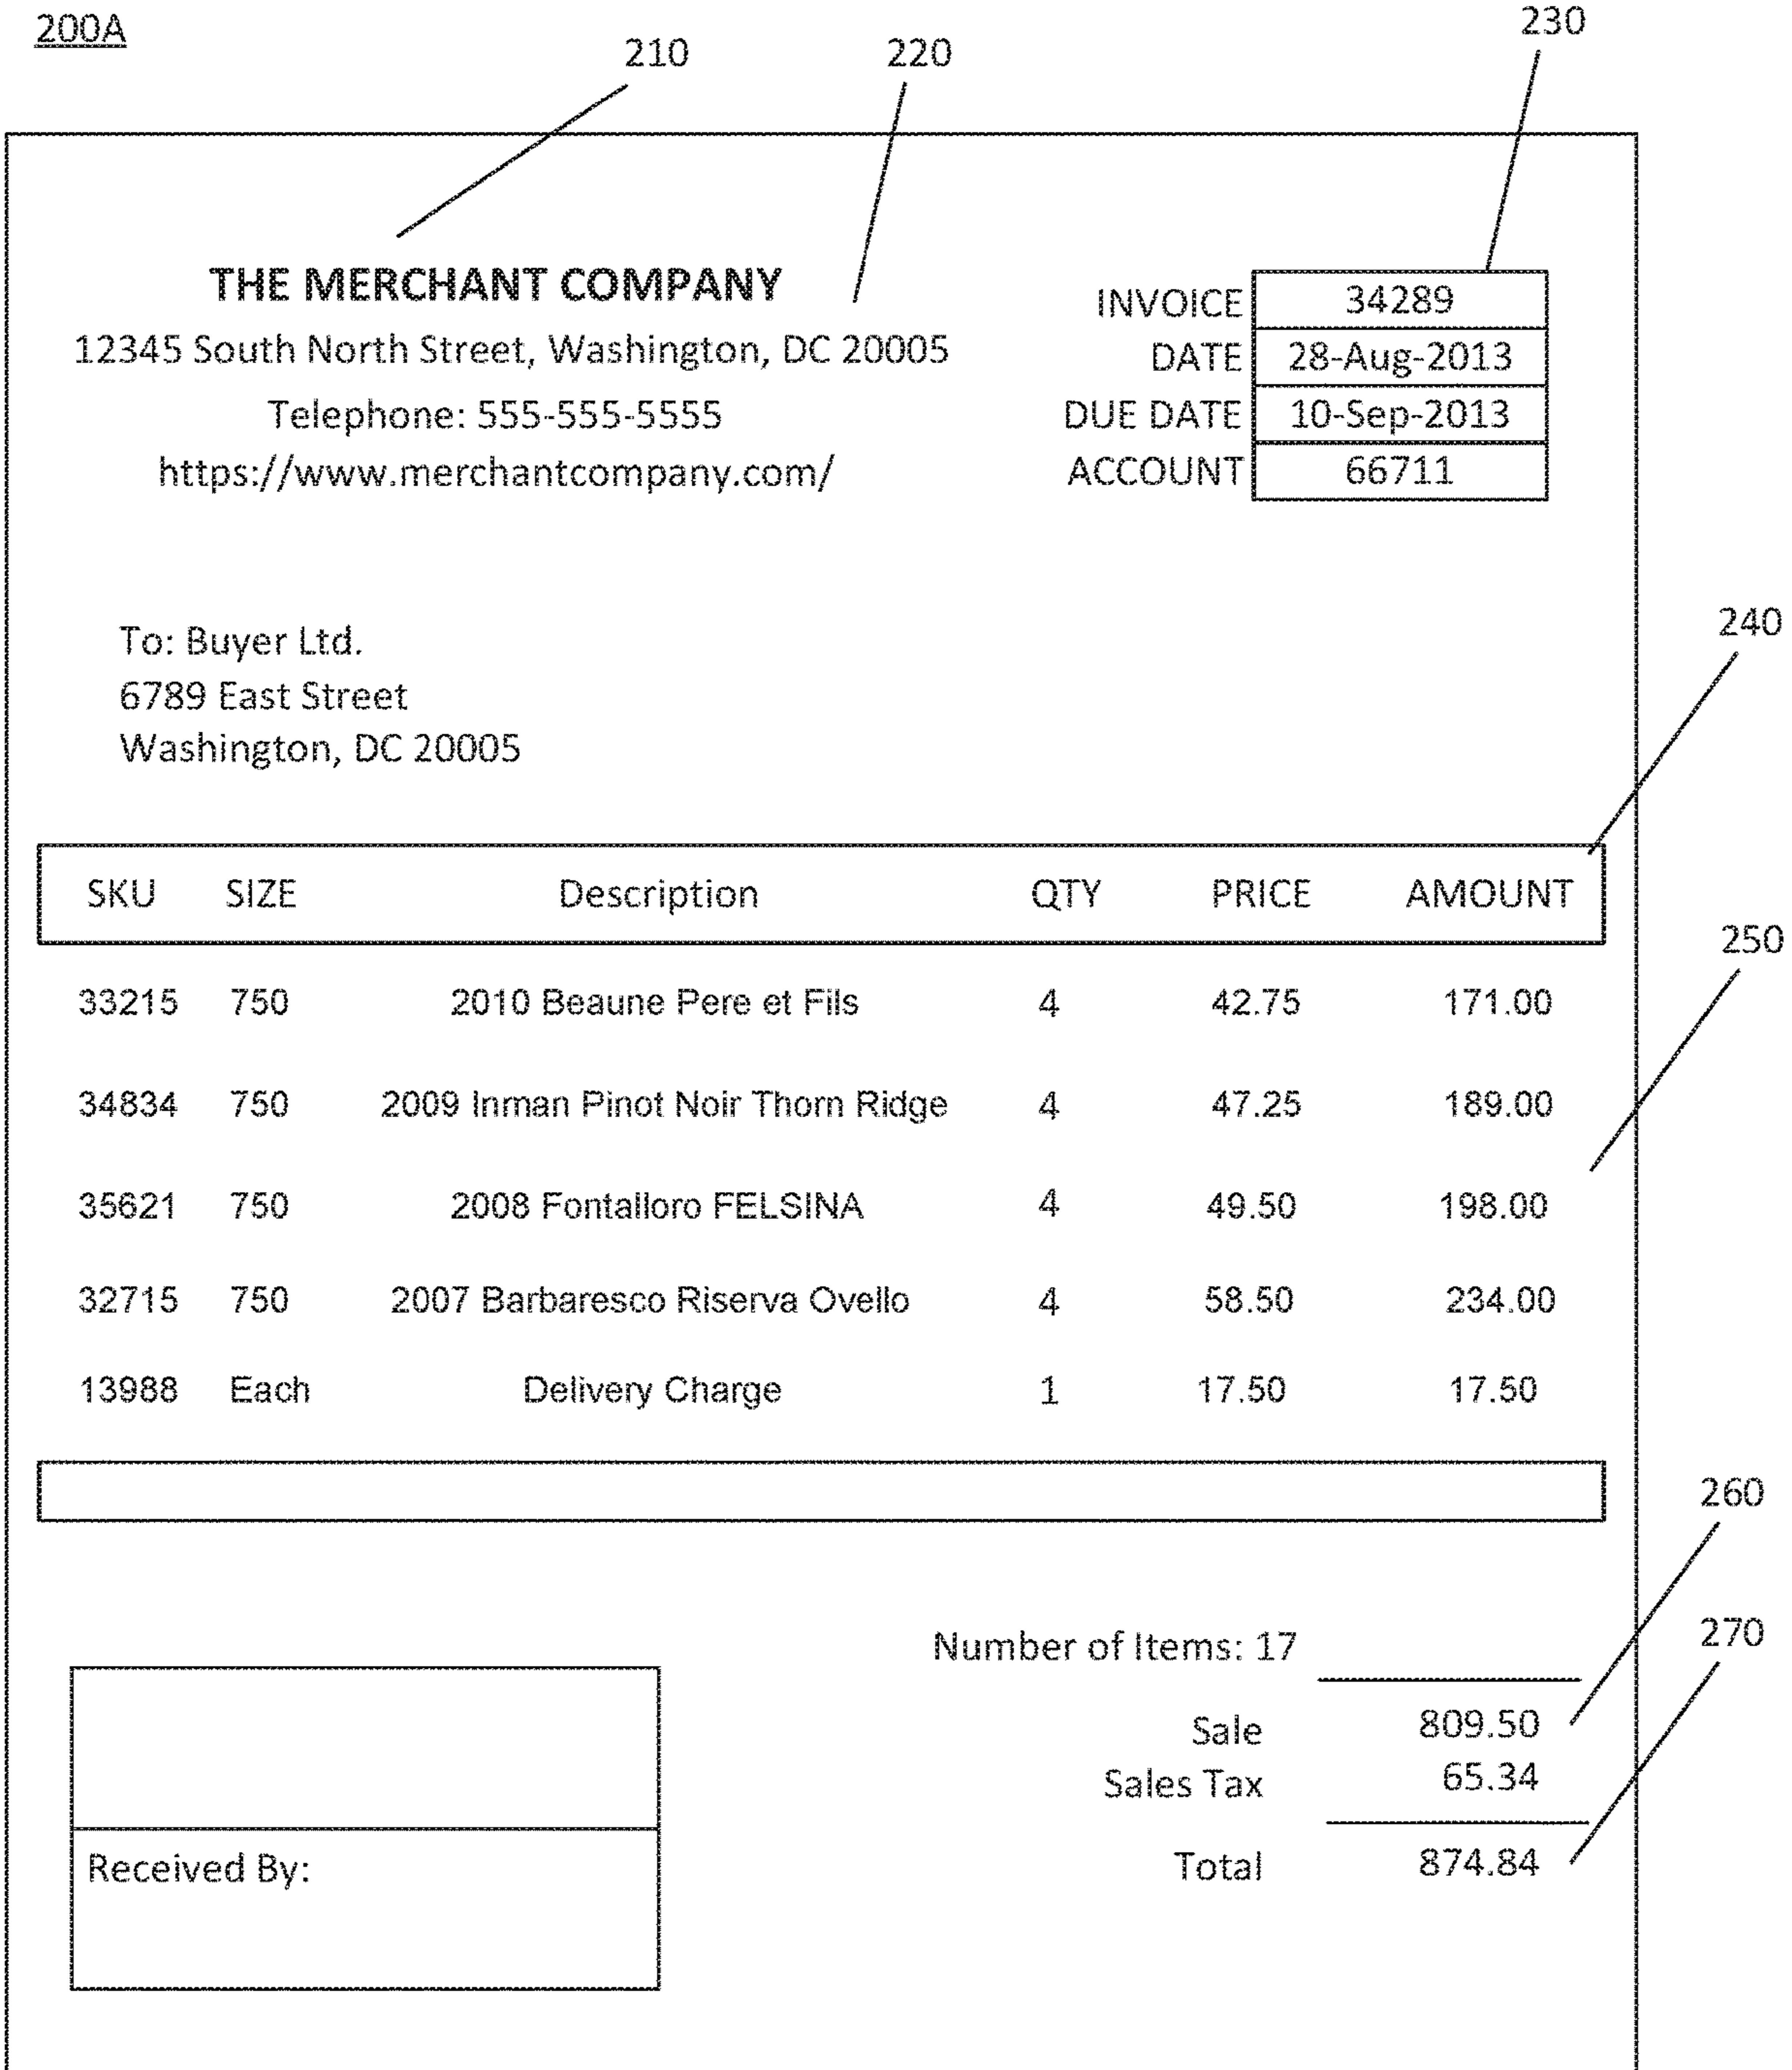 200A
210
220
230
THE MERCHANT COMPANY
12345 South North Street, Washington, DC 20005
Telephone: 555-555-5555
https://www.merchantcompany.com/
INVOICE 34289
DATE 28-Aug-2013
DUE DATE 10-Sep-2013
ACCOUNT 66711
To: Buyer Ltd.
6789 East Street
Washington, DC 20005
240
SKU SIZE Description QTY PRICE AMOUNT
250
33215 750 2010 Beaune Pere et Fils 4 42.75 171.00
34834 750 2009 Inman Pinot Noir Thorn Ridge 4 47.25 189.00
35621 750 2008 Fontalloro FELSINA 4 49.50 198.00
32715 750 2007 Barbaresco Riserva Ovello 4 58.50 234.00
13988 Each Delivery Charge 1 17.50 17.50
260
Number of Items: 17
270
Sale 809.50
Sales Tax 65.34
Total 874.84
Received By: